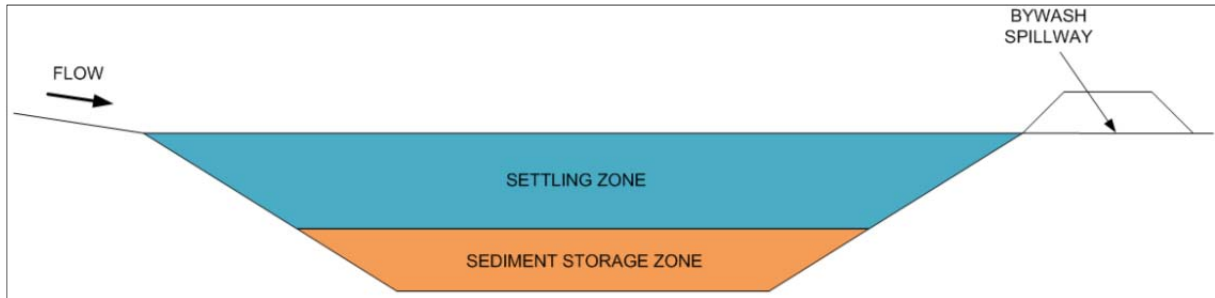 BYWASH
SPILLWAY
FLOW
SETTLING ZONE
SEDIMENT STORAGE ZONE